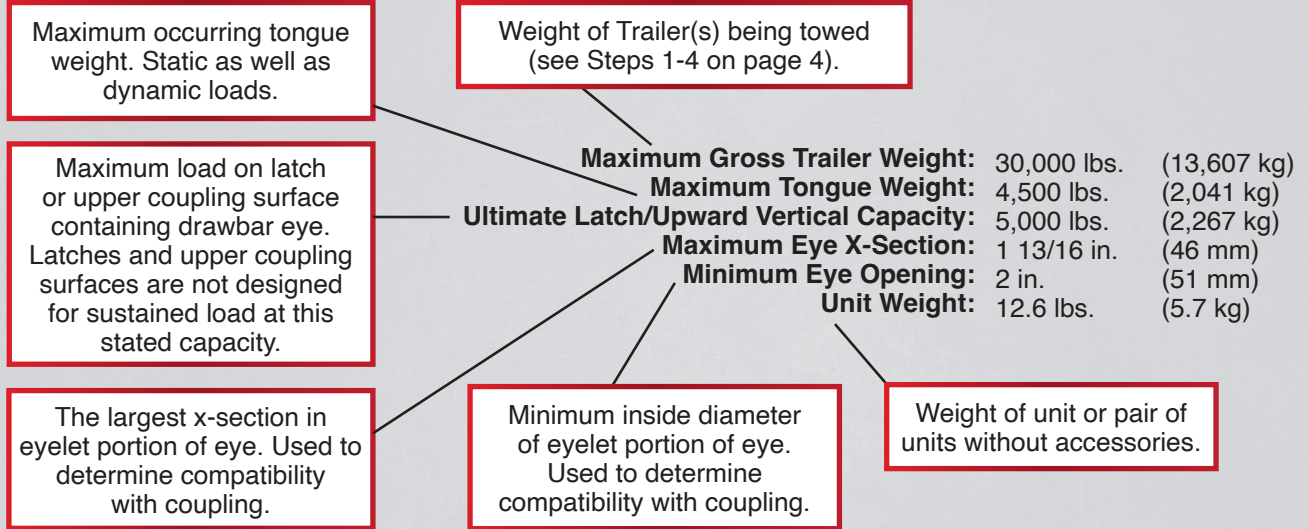 Maximum occurring tongue
weight. Static as well as
dynamic loads.
Weight of Trailer(s) being towed
(see Steps 1-4 on page 4).
Maximum load on latch
or upper coupling surface
containing drawbar eye.
Latches and upper coupling
surfaces are not designed
for sustained load at this
stated capacity.
Maximum Gross Trailer Weight: 30,000 lbs. (13,607 kg)
Maximum Tongue Weight: 4,500 lbs. (2,041 kg)
Ultimate Latch/Upward Vertical Capacity: 5,000 lbs. (2,267 kg)
Maximum Eye X-Section: 1 13/16 in. (46 mm)
Minimum Eye Opening: 2 in. (51 mm)
Unit Weight: 12.6 lbs. (5.7 kg)
The largest x-section in
eyelet portion of eye. Used to
determine compatibility
with coupling.
Minimum inside diameter
of eyelet portion of eye.
Used to determine
compatibility with coupling.
Weight of unit or pair of
units without accessories.